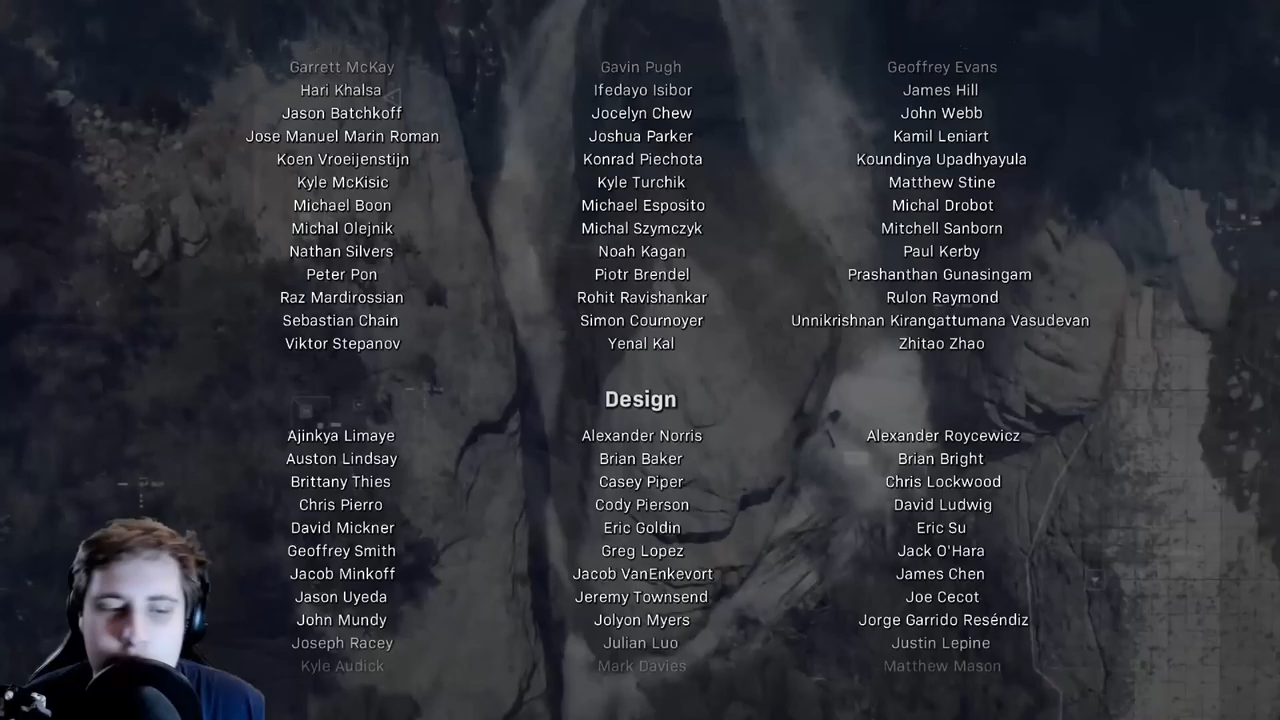 Garrett McKay Gavin Pugh Geoffrey Evans
Hari Khalsa Ifedayo Isibor James Hill
Jason Batchkoff Jocelyn Chew John Webb
Jose Manuel Marin Roman Joshua Parker Kamil Leniart
Koen Vroeijenstijn Konrad Piechota Koundinya Upadhyayula
Kyle McKisic Kyle Turchik Matthew Stine
Michael Boon Michael Esposito Michal Drobot
Michal Olejnik Michal Szymczyk Mitchell Sanborn
Nathan Silvers Noah Kagan Paul Kerby
Peter Pon Piotr Brendel Prashanthan Gunasingam
Raz Mardirossian Rohit Ravishankar Rulon Raymond
Sebastian Chain Simon Cournoyer Unnikrishnan Kirangattumana Vasudevan
Viktor Stepanov Yenal Kal Zhitao Zhao
Design
Ajinkya Limaye Alexander Norris Alexander Roycewicz
Auston Lindsay Brian Baker Brian Bright
Brittany Thies Casey Piper Chris Lockwood
Chris Pierro Cody Pierson David Ludwig
David Mickner Eric Goldin Eric Su
Geoffrey Smith Greg Lopez Jack O'Hara
Jacob Minkoff Jacob VanEnkevort James Chen
Jason Uyeda Jeremy Townsend Joe Cecot
John Mundy Jolyon Myers Jorge Garrido Reséndiz
Joseph Racey Julian Luo Justin Lepine
Kyle Audick Mark Davies Matthew Mason